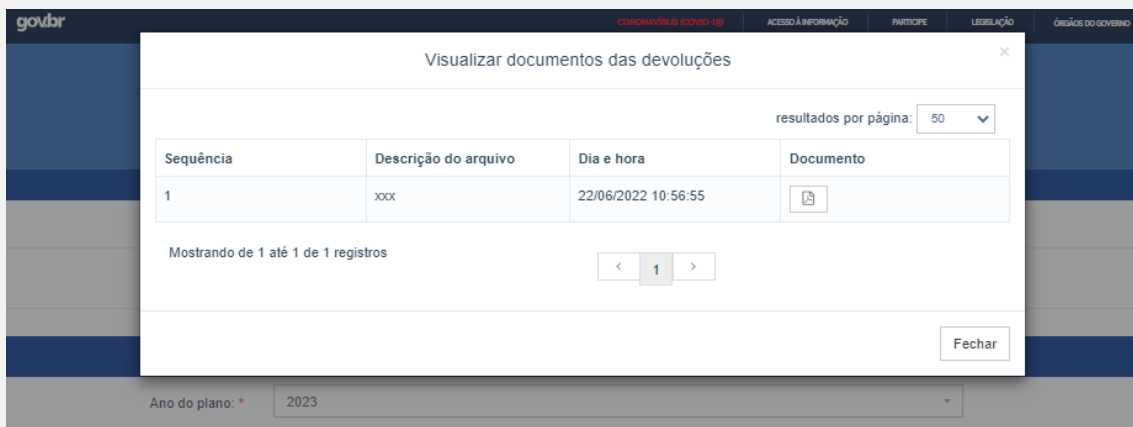 gov.br CORONAVÍRUS (COVID-19) ACESSO À INFORMAÇÃO PARTICIPE LEGISLAÇÃO ÓRGÃOS DO GOVERNO
Visualizar documentos das devoluções ×
resultados por página: 50
Sequência Descrição do arquivo Dia e hora Documento
1 xxx 22/06/2022 10:56:55
Mostrando de 1 até 1 de 1 registros
< 1 >
Fechar
Ano do plano: * 2023